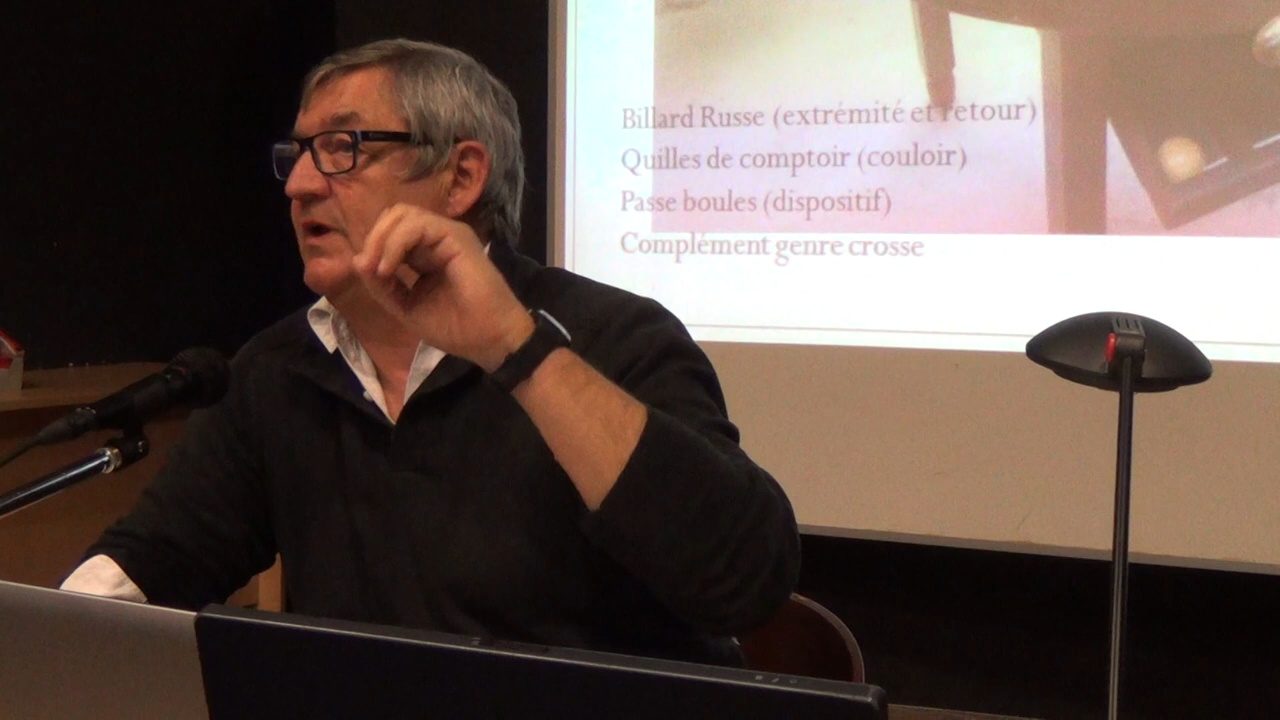 Billard Russe (extrémité et retour)
Quilles de comptoir (couloir)
Passe boules (dispositif)
Complément genre crosse